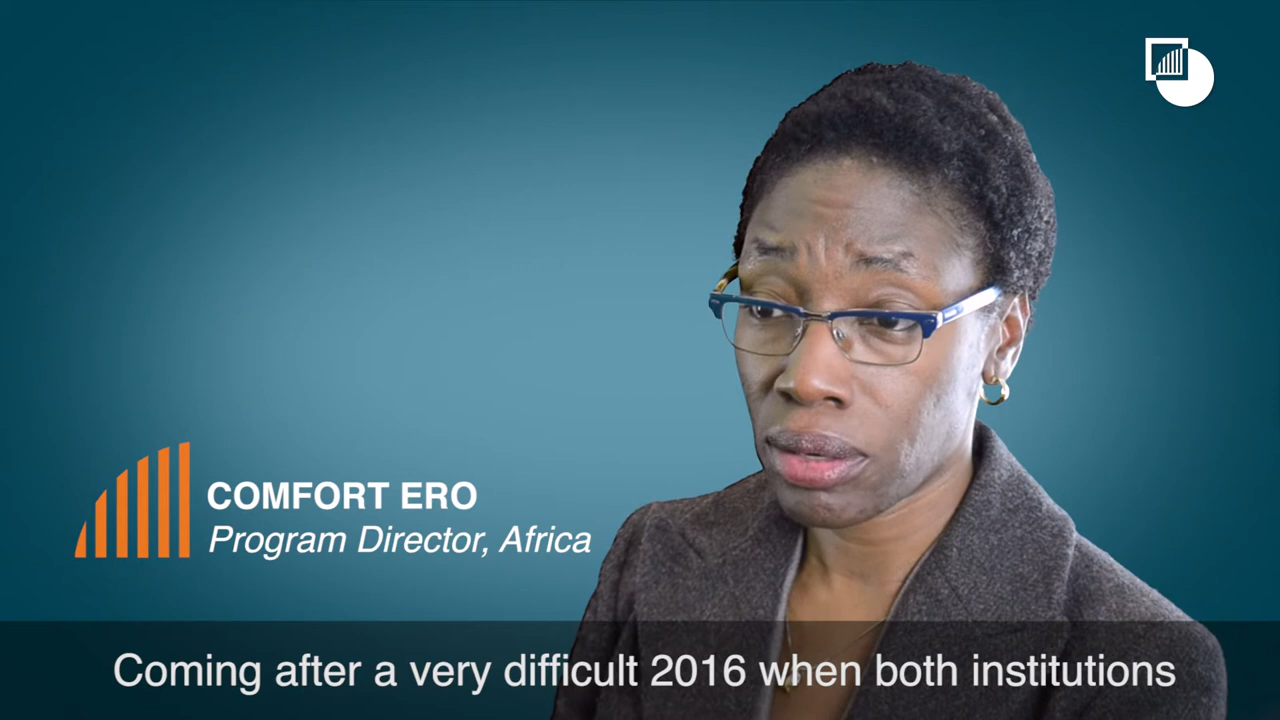 COMFORT ERO
Program Director, Africa
Coming after a very difficult 2016 when both institutions